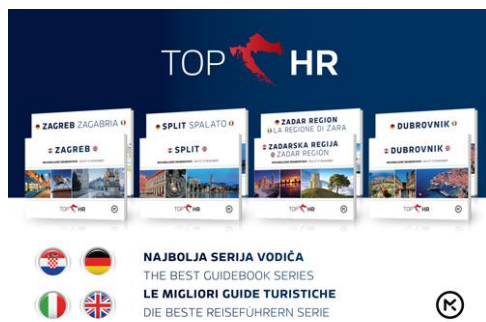 TOP HR
ZAGREB ZAGABRIA
ZAGREB
TOP HR
SPLIT SPALATO
SPLIT
TOP HR
ZADAR REGION
LA REGIONE DI ZARA
ZADARSKA REGIJA
ZADAR REGION
TOP HR
DUBROVNIK
DUBROVNIK
TOP HR
NAJBOLJA SERIJA VODIČA
THE BEST GUIDEBOOK SERIES
LE MIGLIORI GUIDE TURISTICHE
DIE BESTE REISEFÜHRERN SERIE